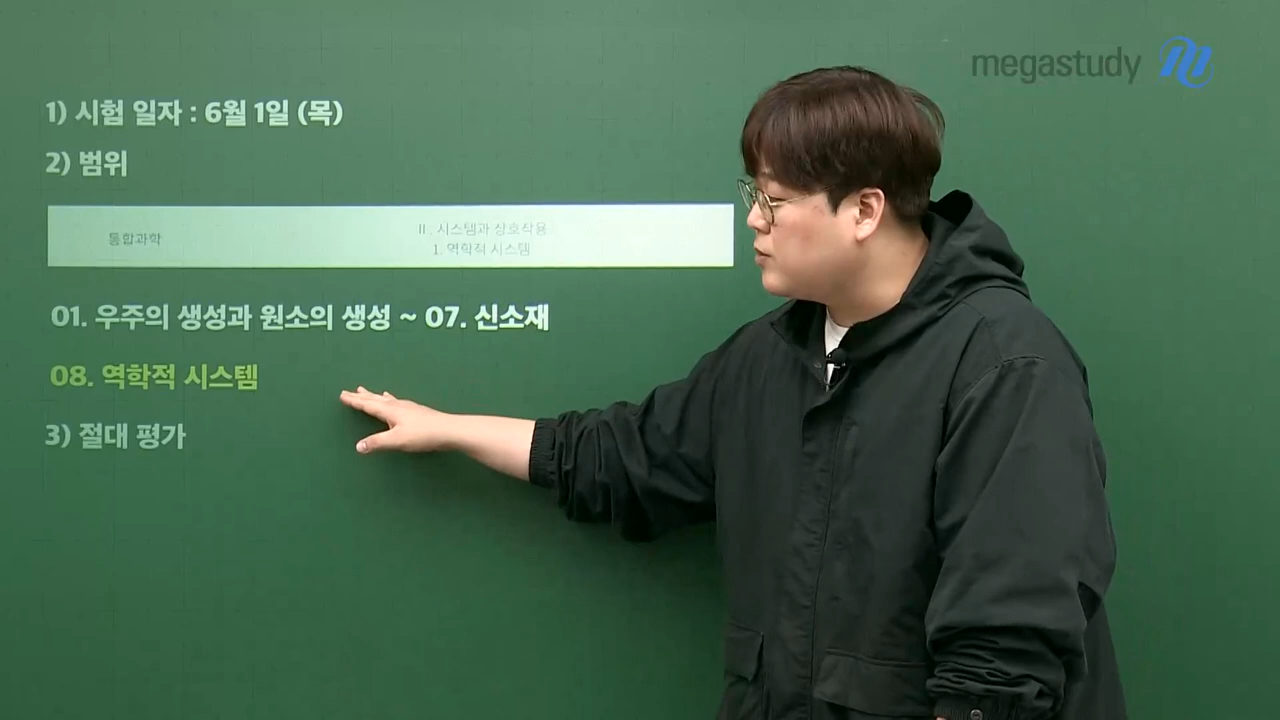 megastudy
1) 시험 일자 : 6월 1일 (목)
2) 범위
통합과학
Ⅱ. 시스템과 상호작용
1. 역학적 시스템
01. 우주의 생성과 원소의 생성 ~ 07. 신소재
08. 역학적 시스템
3) 절대 평가